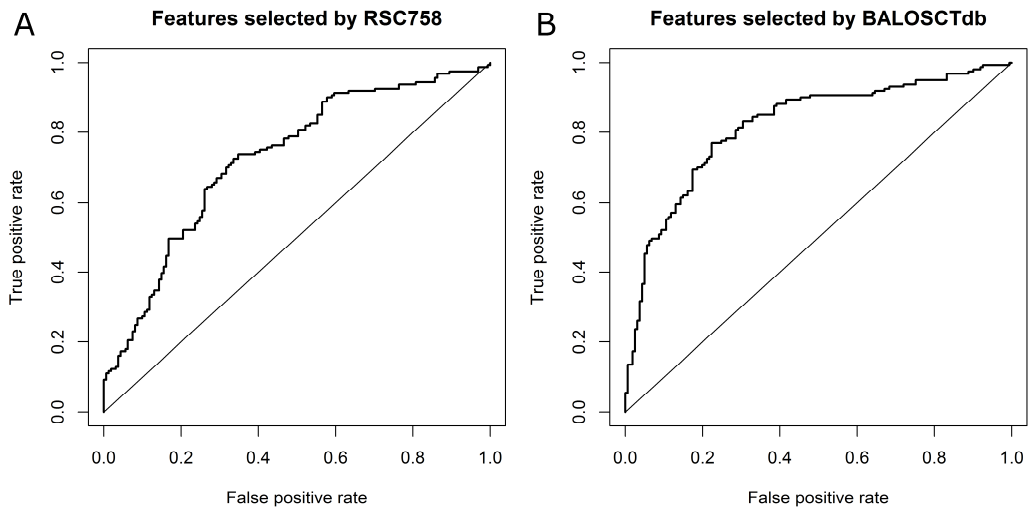 A
Features selected by RSC758
True positive rate
1.0
0.8
0.6
0.4
0.2
0.0
0.0 0.2 0.4 0.6 0.8 1.0
False positive rate
B
Features selected by BALOSCTdb
True positive rate
1.0
0.8
0.6
0.4
0.2
0.0
0.0 0.2 0.4 0.6 0.8 1.0
False positive rate